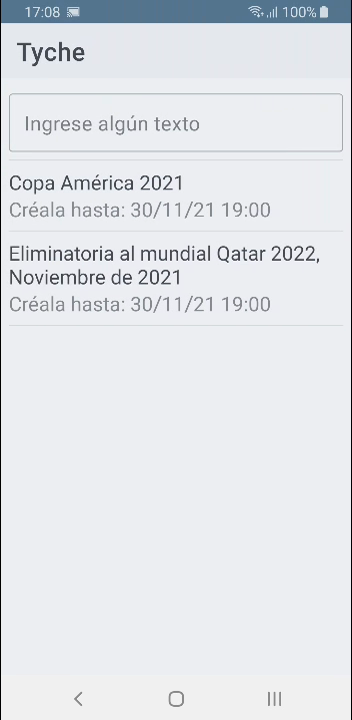 17:08 100%
Tyche
Ingrese algún texto
Copa América 2021
Créala hasta: 30/11/21 19:00
Eliminatoria al mundial Qatar 2022,
Noviembre de 2021
Créala hasta: 30/11/21 19:00